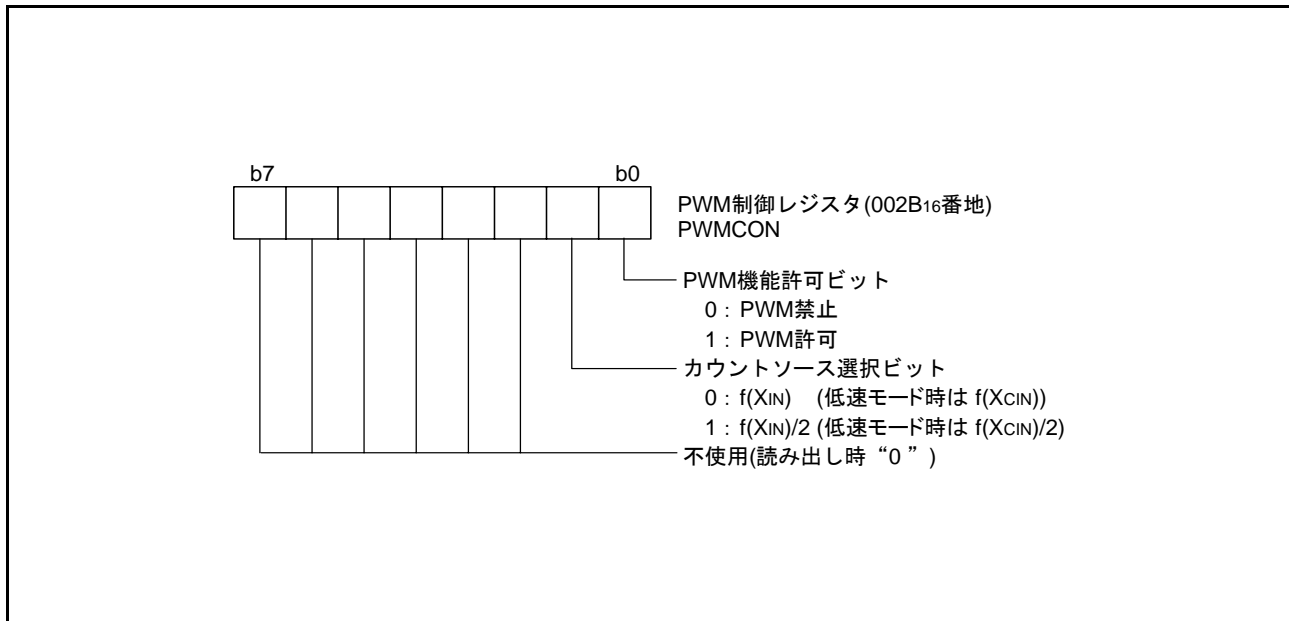 b7 b0
PWM制御レジスタ(002B16番地)
PWMCON
PWM機能許可ビット
0 : PWM禁止
1 : PWM許可
カウントソース選択ビット
0 : f(XIN) (低速モード時は f(XCIN))
1 : f(XIN)/2 (低速モード時は f(XCIN)/2)
不使用(読み出し時“0 ”)